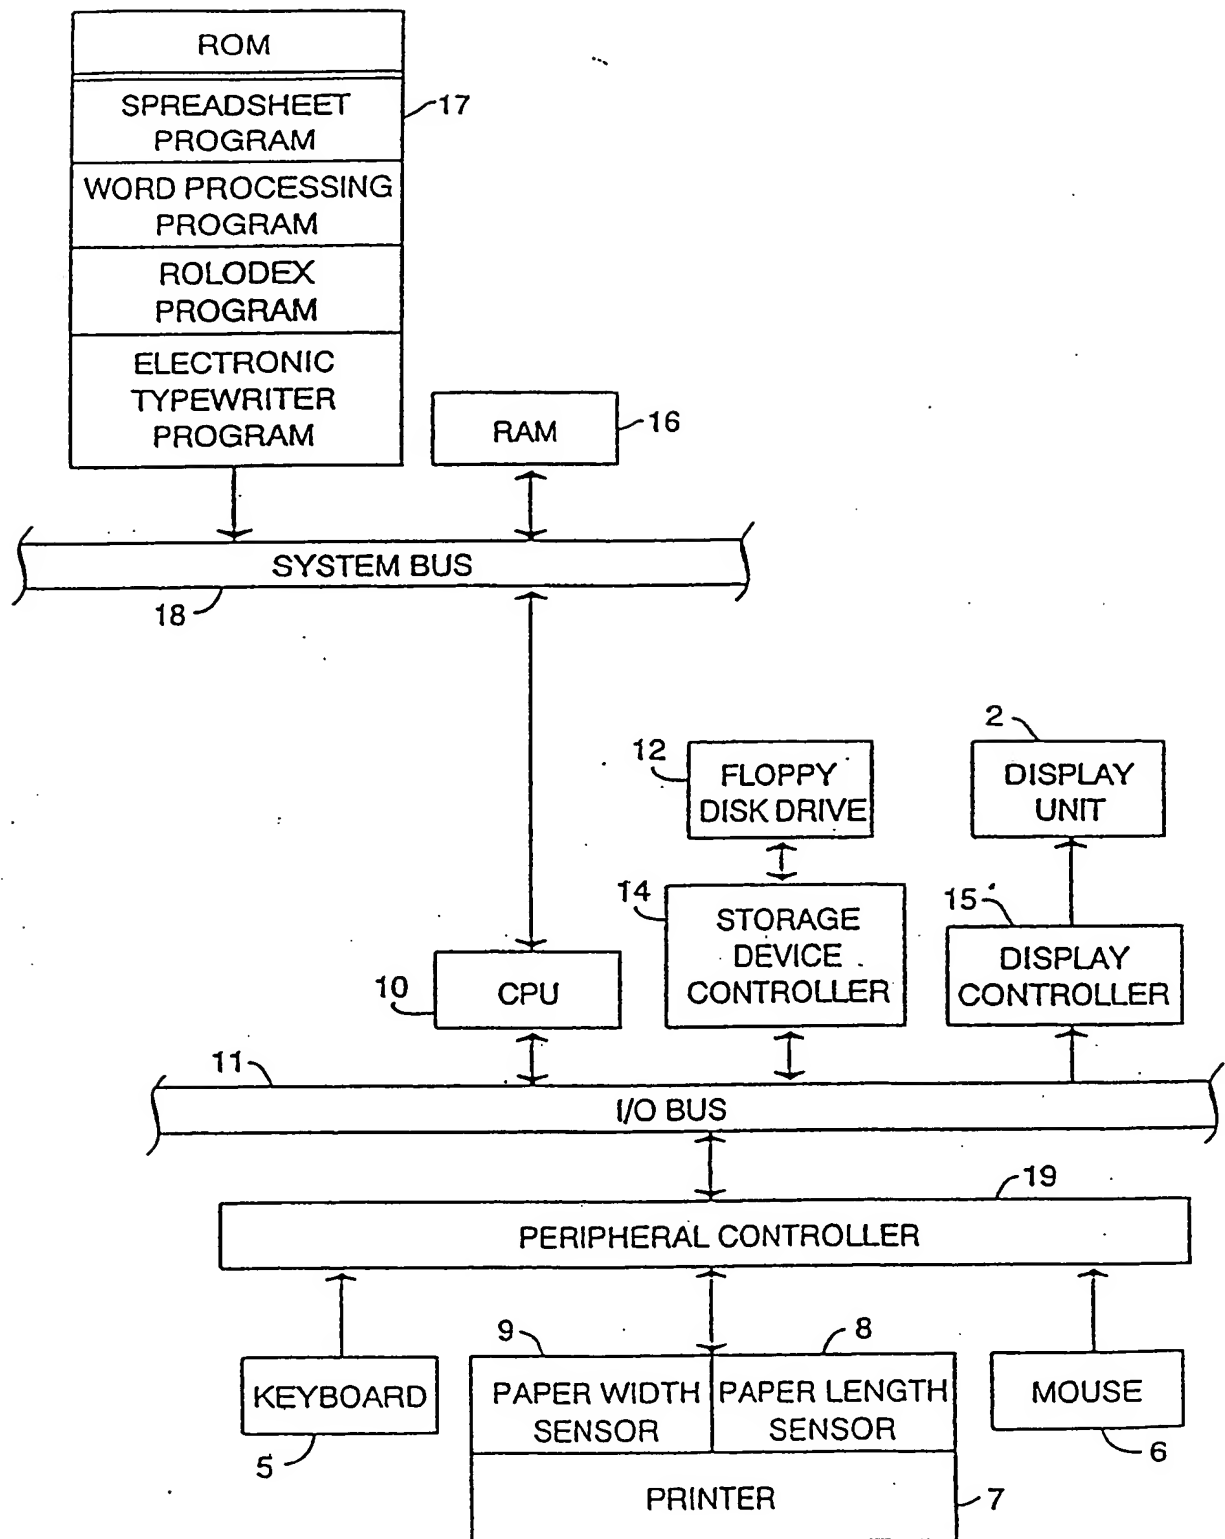 ROM
SPREADSHEET
PROGRAM
17
WORD PROCESSING
PROGRAM
ROLODEX
PROGRAM
ELECTRONIC
TYPEWRITER
PROGRAM
RAM
16
SYSTEM BUS
18
12
FLOPPY
DISK DRIVE
2
DISPLAY
UNIT
14
STORAGE
DEVICE
CONTROLLER
15
DISPLAY
CONTROLLER
10
CPU
11
I/O BUS
19
PERIPHERAL CONTROLLER
KEYBOARD
5
9
PAPER WIDTH
SENSOR
8
PAPER LENGTH
SENSOR
MOUSE
6
PRINTER
7